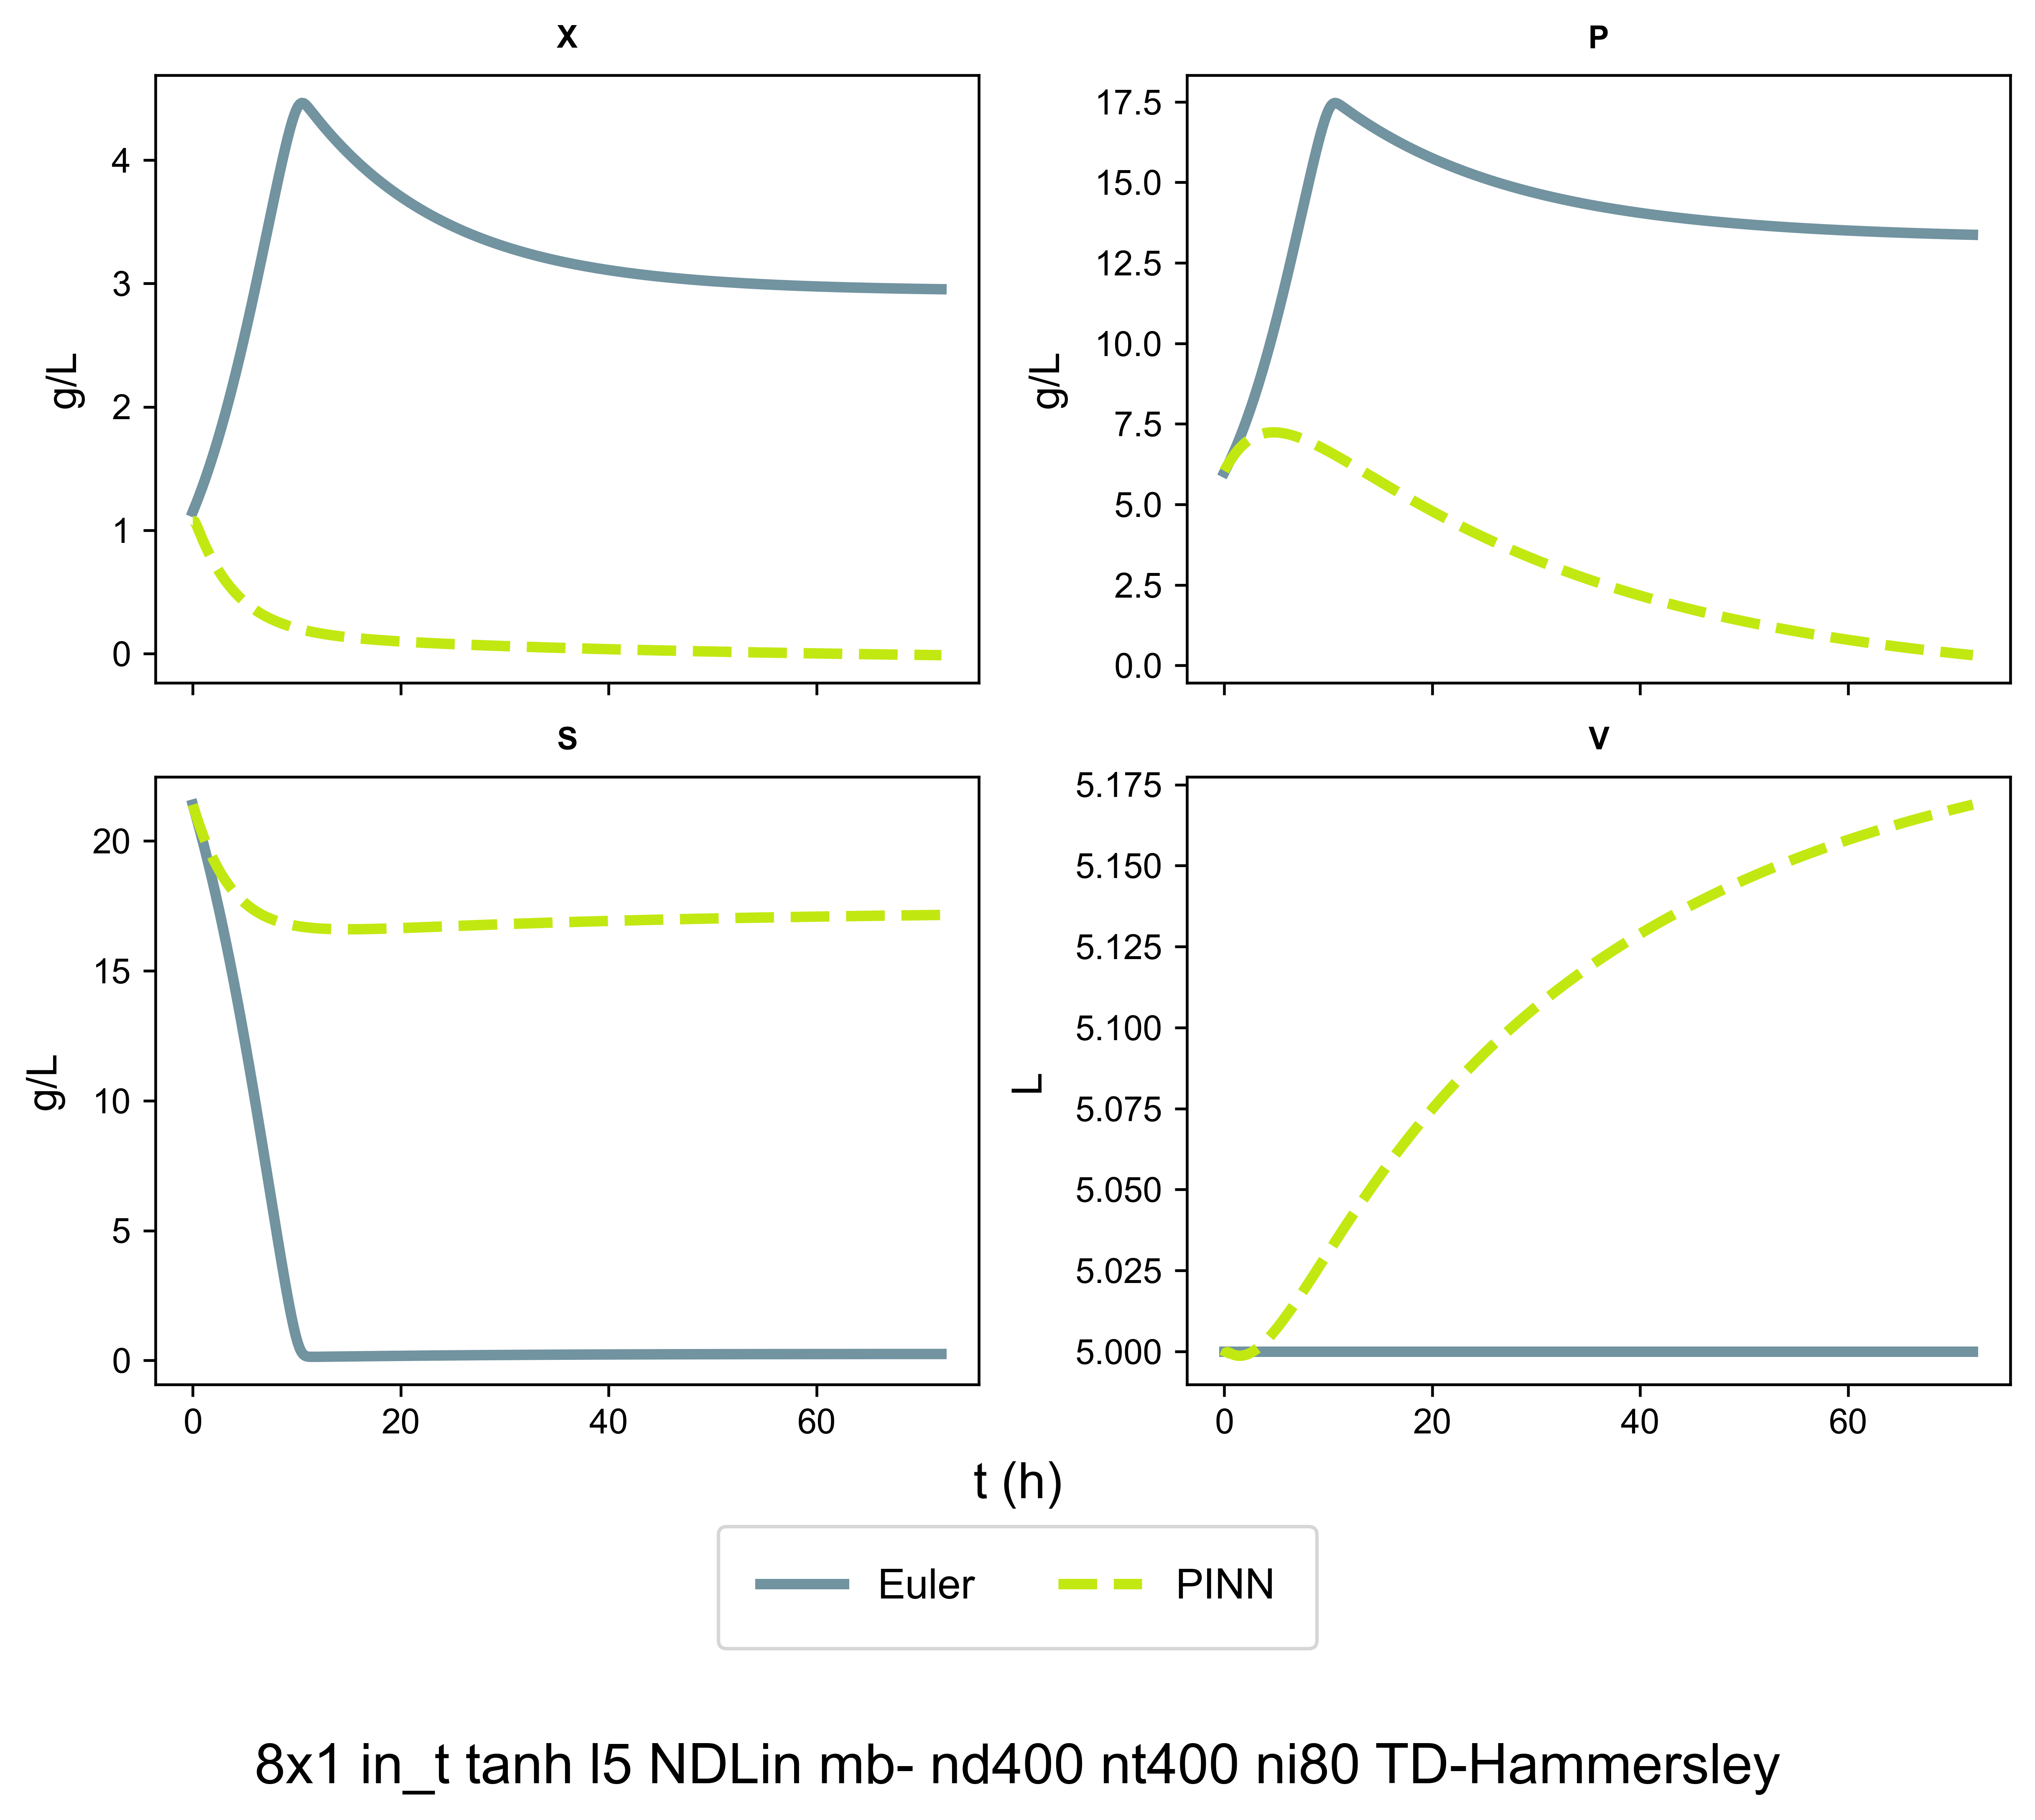 X
P
4
3
2
1
0
g/L
17.5
15.0
12.5
10.0
7.5
5.0
2.5
0.0
g/L
S
V
20
15
10
5
0
g/L
0
20
40
60
5.175
5.150
5.125
5.100
5.075
5.050
5.025
5.000
L
0
20
40
60
t (h)
Euler
PINN
8x1 in_t tanh l5 NDLin mb- nd400 nt400 ni80 TD-Hammersley